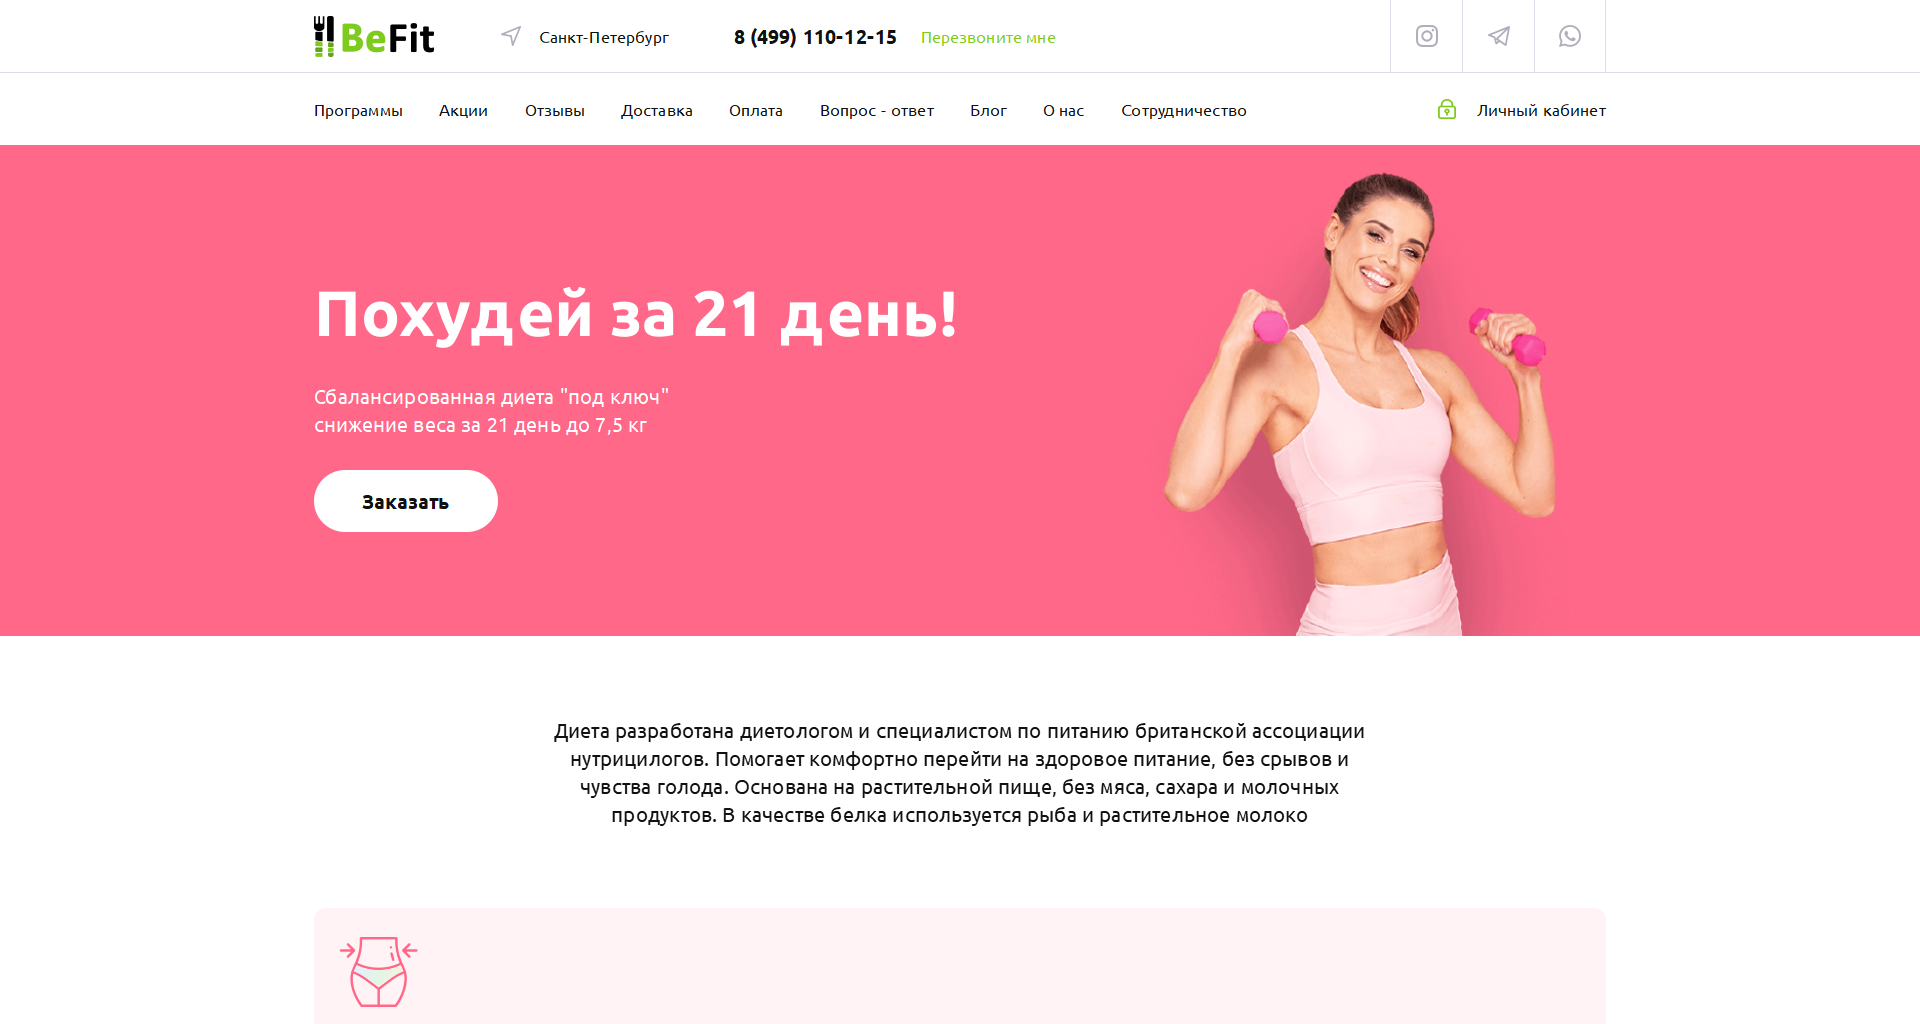 BeFit
Санкт-Петербург
8 (499) 110-12-15
Перезвоните мне
Программы
Акции
Отзывы
Доставка
Оплата
Вопрос - ответ
Блог
О нас
Сотрудничество
Личный кабинет
Похудей за 21 день!
Сбалансированная диета "под ключ"
снижение веса за 21 день до 7,5 кг
Заказать
Диета разработана диетологом и специалистом по питанию британской ассоциации
нутрицилогов. Помогает комфортно перейти на здоровое питание, без срывов и
чувства голода. Основана на растительной пище, без мяса, сахара и молочных
продуктов. В качестве белка используется рыба и растительное молоко